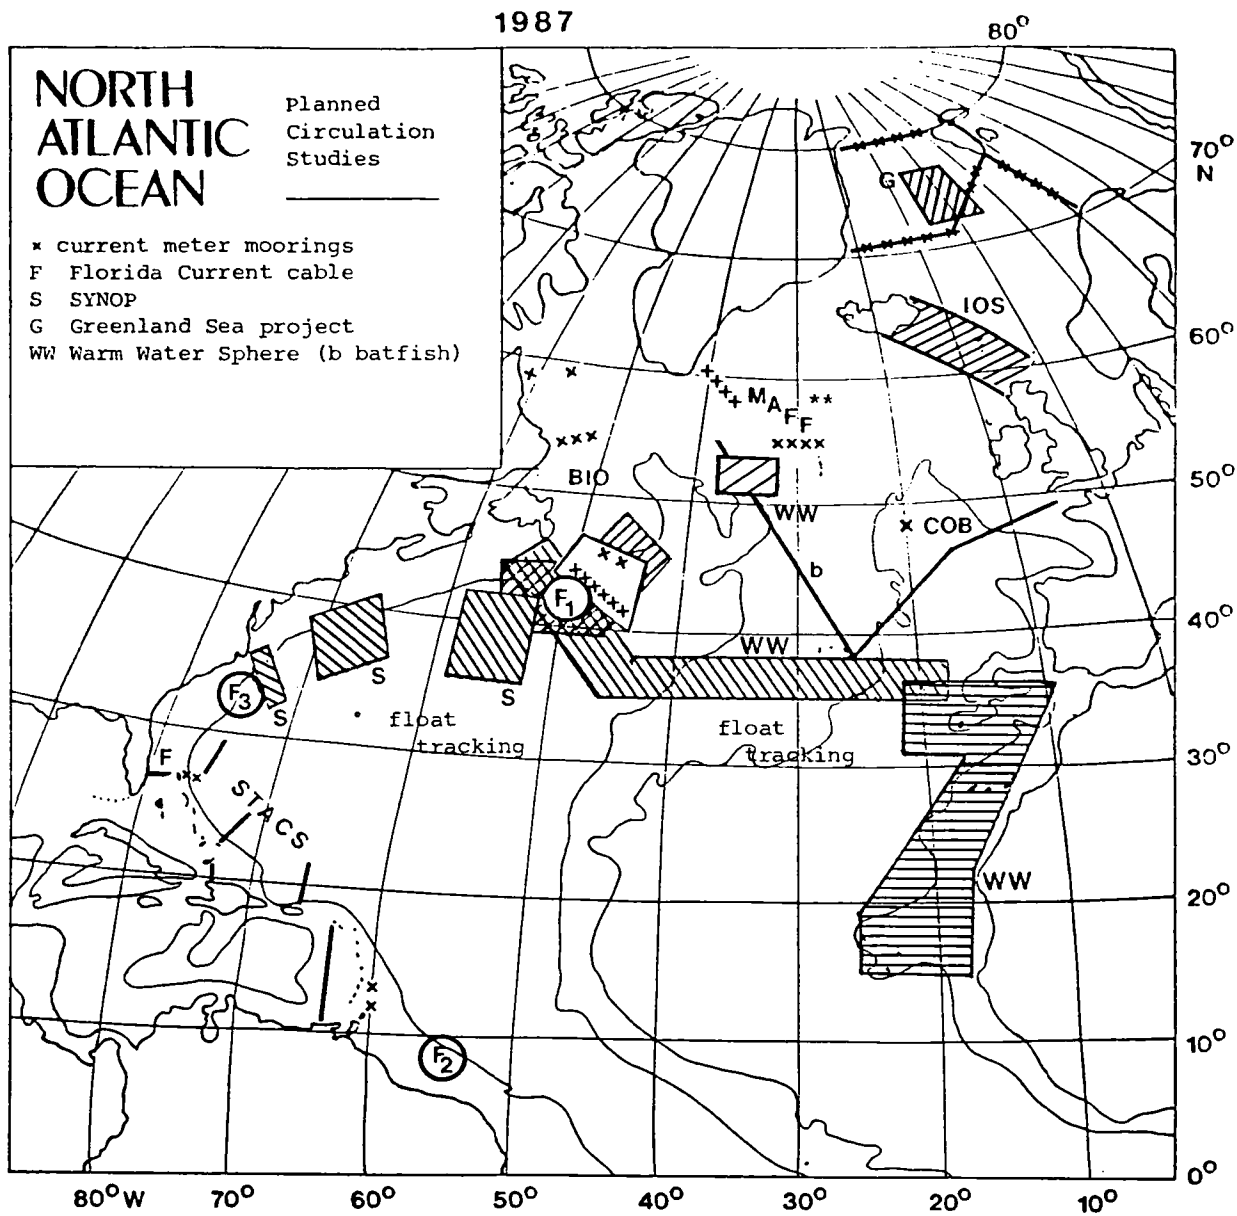 1987
80°
NORTH
ATLANTIC
OCEAN
Planned
Circulation
Studies
× current meter moorings
F Florida Current cable
S SYNOP
G Greenland Sea project
WW Warm Water Sphere (b batfish)
70°
N
G
IOS
60°
MAFF**
BIO
50°
WW
COB
b
F1
40°
WW
S
S
F3
S
float
tracking
float
tracking
30°
F
STACS
WW
20°
F2
10°
0°
80°W 70° 60° 50° 40° 30° 20° 10°